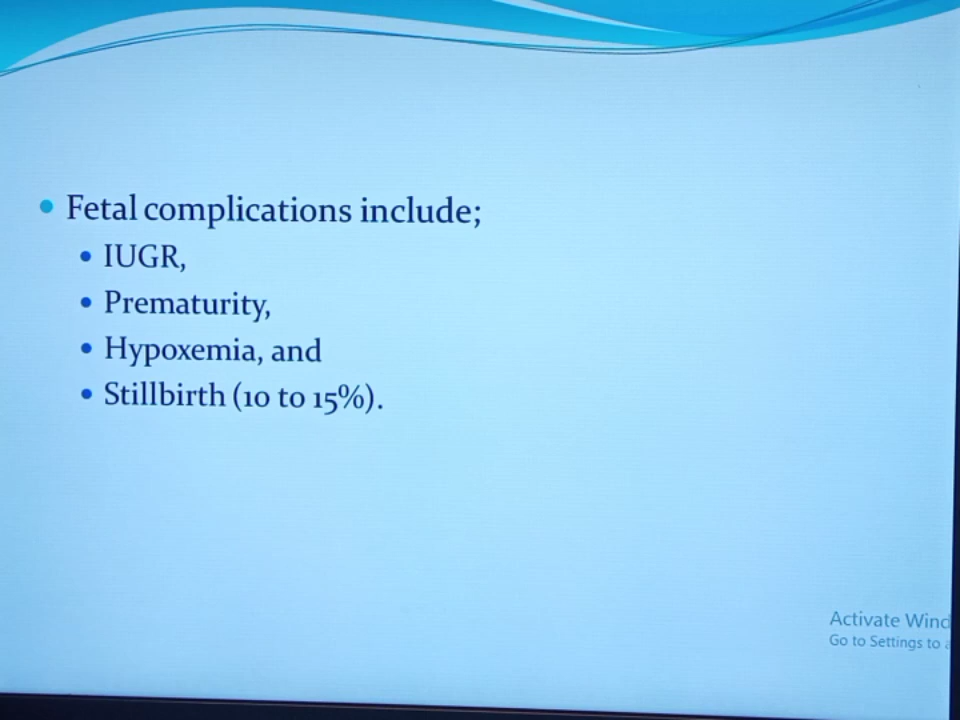 Fetal complications include;
IUGR,
Prematurity,
Hypoxemia, and
Stillbirth (10 to 15%).
Activate Wind
Go to Settings to a